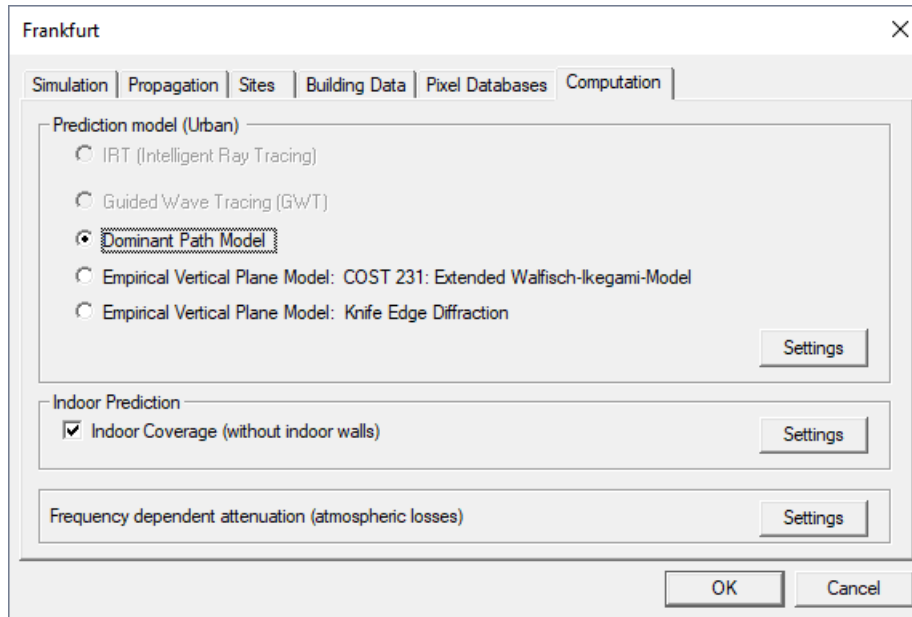 Frankfurt
Simulation Propagation Sites Building Data Pixel Databases Computation
Prediction model (Urban)
IRT (Intelligent Ray Tracing)
Guided Wave Tracing (GWT)
Dominant Path Model
Empirical Vertical Plane Model: COST 231: Extended Walfisch-Ikegami-Model
Empirical Vertical Plane Model: Knife Edge Diffraction
Settings
Indoor Prediction
Indoor Coverage (without indoor walls)
Settings
Frequency dependent attenuation (atmospheric losses)
Settings
OK Cancel